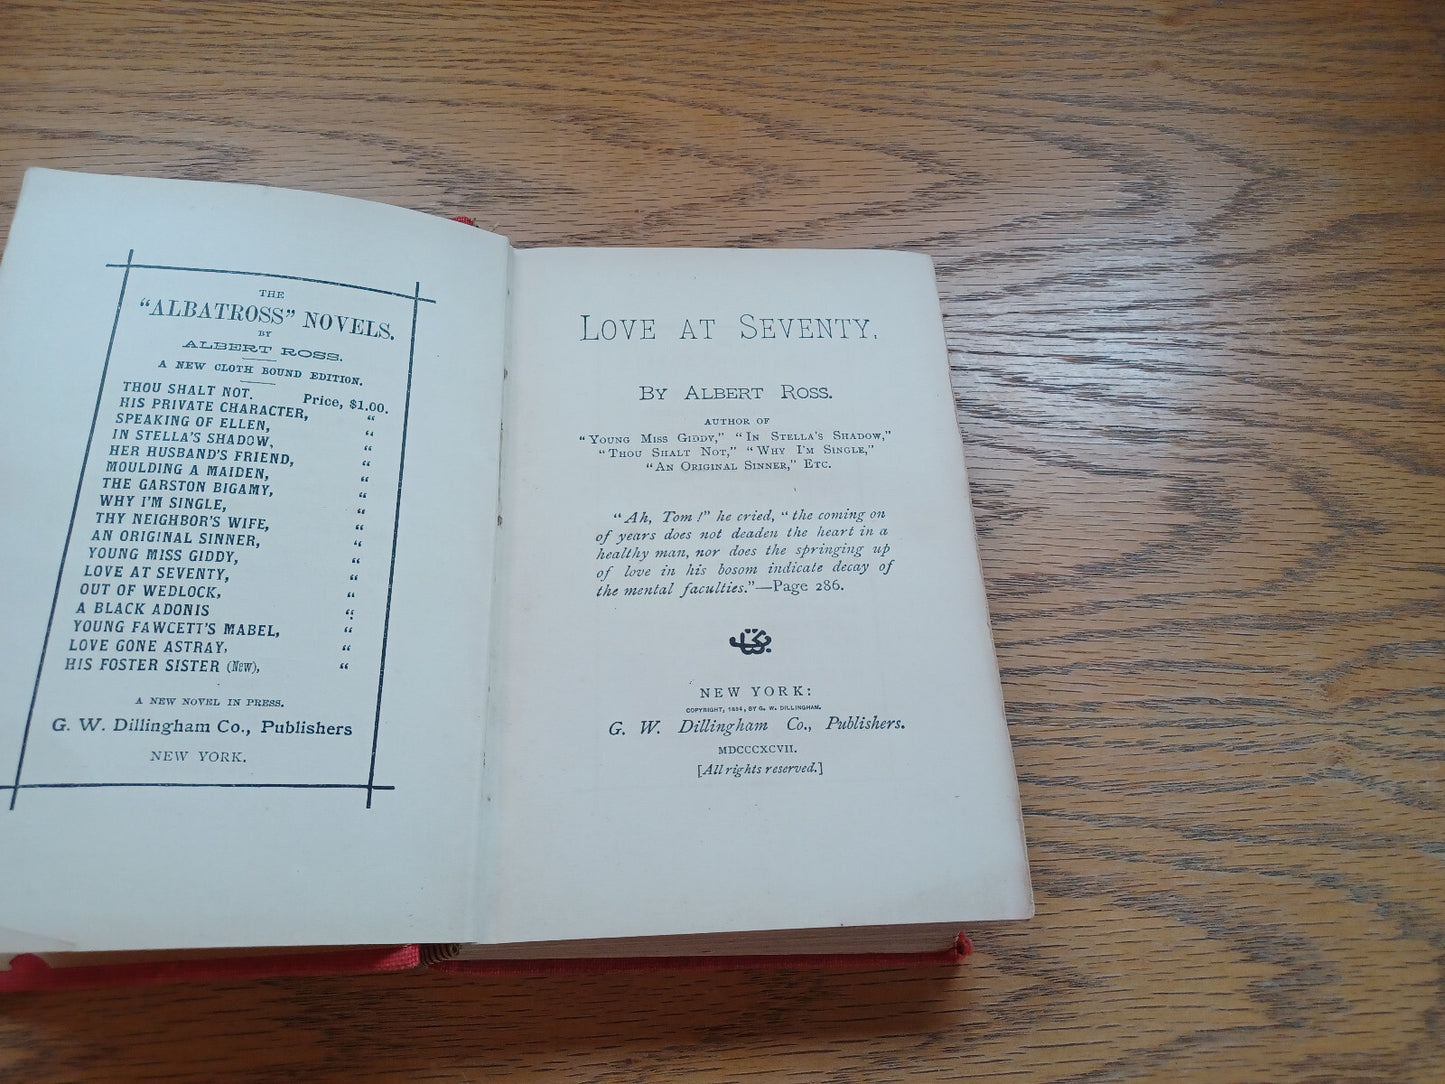 THE
"ALBATROSS" NOVELS.
BY
ALBERT ROSS.
A NEW CLOTH BOUND EDITION.
THOU SHALT NOT, Price, $1.00.
HIS PRIVATE CHARACTER, "
SPEAKING OF ELLEN, "
IN STELLA'S SHADOW, "
HER HUSBAND'S FRIEND, "
MOULDING A MAIDEN, "
THE GARSTON BIGAMY, "
WHY I'M SINGLE, "
THY NEIGHBOR'S WIFE, "
AN ORIGINAL SINNER, "
YOUNG MISS GIDDY, "
LOVE AT SEVENTY, "
OUT OF WEDLOCK, "
A BLACK ADONIS "
YOUNG FAWCETT'S MABEL, "
LOVE GONE ASTRAY, "
HIS FOSTER SISTER (New), "
A NEW NOVEL IN PRESS.
G. W. Dillingham Co., Publishers
NEW YORK.
LOVE AT SEVENTY.
BY ALBERT ROSS.
AUTHOR OF
"YOUNG MISS GIDDY," "IN STELLA'S SHADOW,"
"THOU SHALT NOT," "WHY I'M SINGLE,"
"AN ORIGINAL SINNER," ETC.
"Ah, Tom!" he cried, "the coming on
of years does not deaden the heart in a
healthy man, nor does the springing up
of love in his bosom indicate decay of
the mental faculties."—Page 286.
NEW YORK:
COPYRIGHT, 1894, BY G. W. DILLINGHAM.
G. W. Dillingham Co., Publishers.
MDCCCXCVII.
[All rights reserved.]